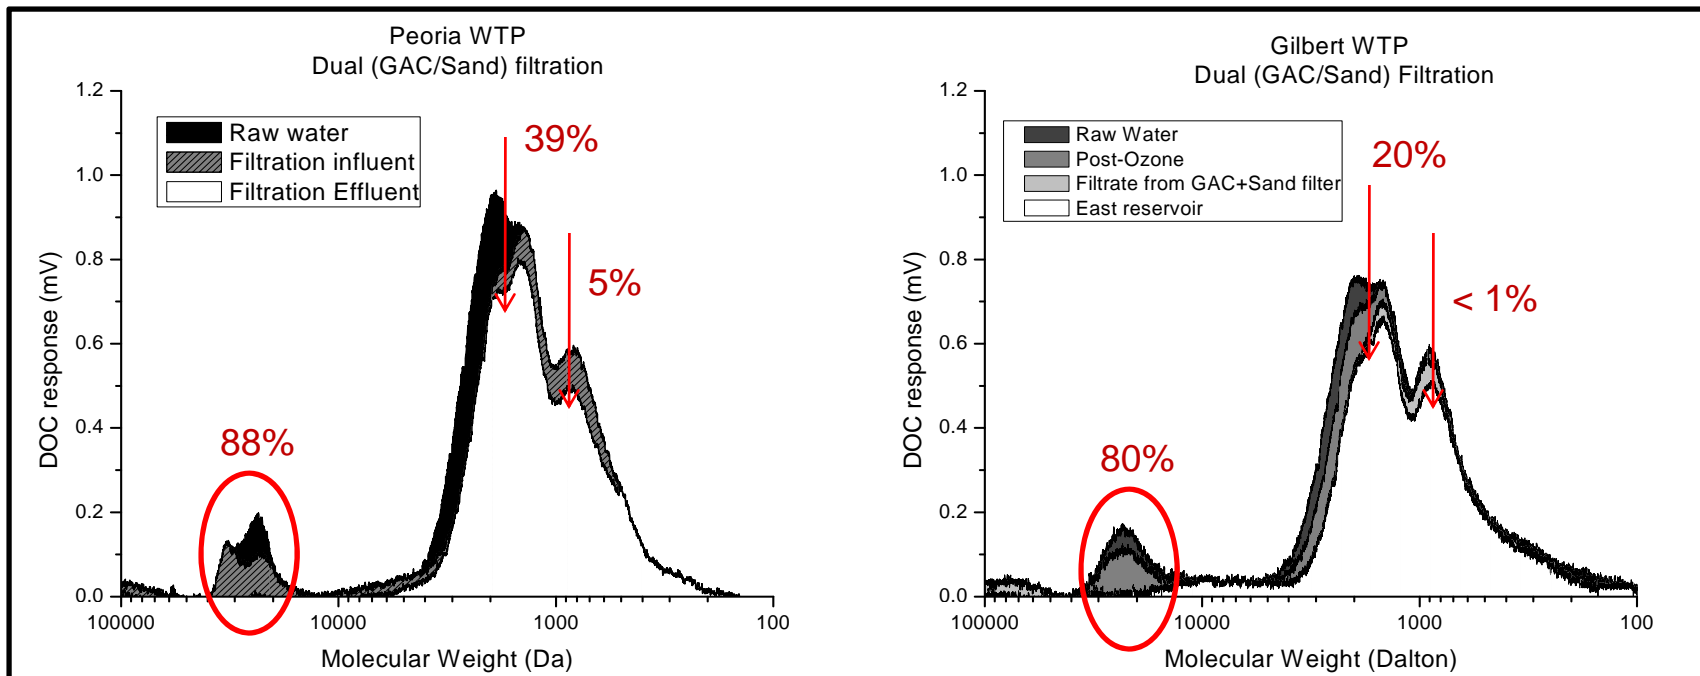 Peoria WTP
Dual (GAC/Sand) filtration
1.2
1.0
0.8
0.6
0.4
0.2
0.0
DOC response (mV)
Raw water
Filtration influent
Filtration Effluent
39%
5%
88%
100000
10000
1000
100
Molecular Weight (Da)
Gilbert WTP
Dual (GAC/Sand) Filtration
1.2
1.0
0.8
0.6
0.4
0.2
0.0
DOC response (mV)
Raw Water
Post-Ozone
Filtrate from GAC+Sand filter
East reservoir
20%
< 1%
80%
100000
10000
1000
100
Molecular Weight (Dalton)